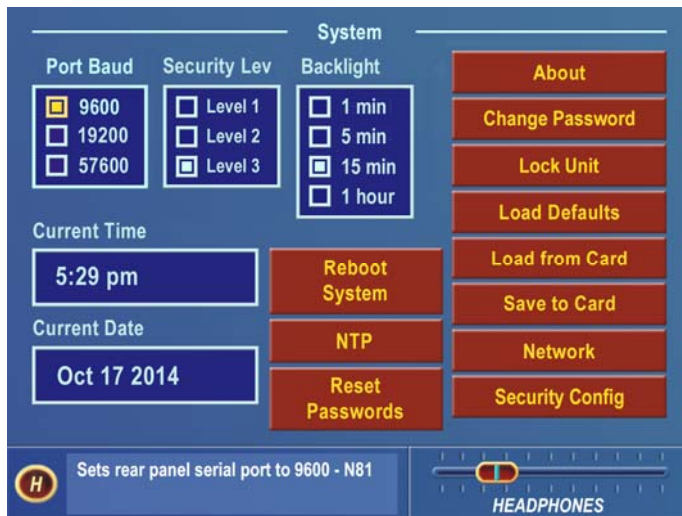 System
Port Baud
9600
19200
57600
Security Lev
Level 1
Level 2
Level 3
Backlight
1 min
5 min
15 min
1 hour
Current Time
5:29 pm
Current Date
Oct 17 2014
Reboot
System
NTP
Reset
Passwords
About
Change Password
Lock Unit
Load Defaults
Load from Card
Save to Card
Network
Security Config
H
Sets rear panel serial port to 9600 - N81
HEADPHONES